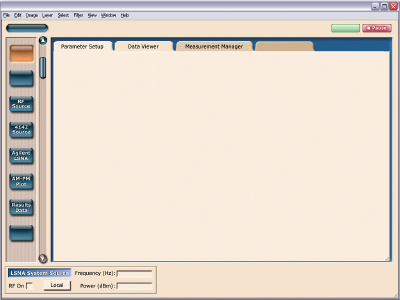 File Edit Image Layer Select Filter View Window Help
Pause
Parameter Setup Data Viewer Measurement Manager
RF
Source
4142
Source
Agilent
LSNA
AM-PM
Plot
Results
Data
LSNA System Source Frequency (Hz):
RF On Local Power (dBm):